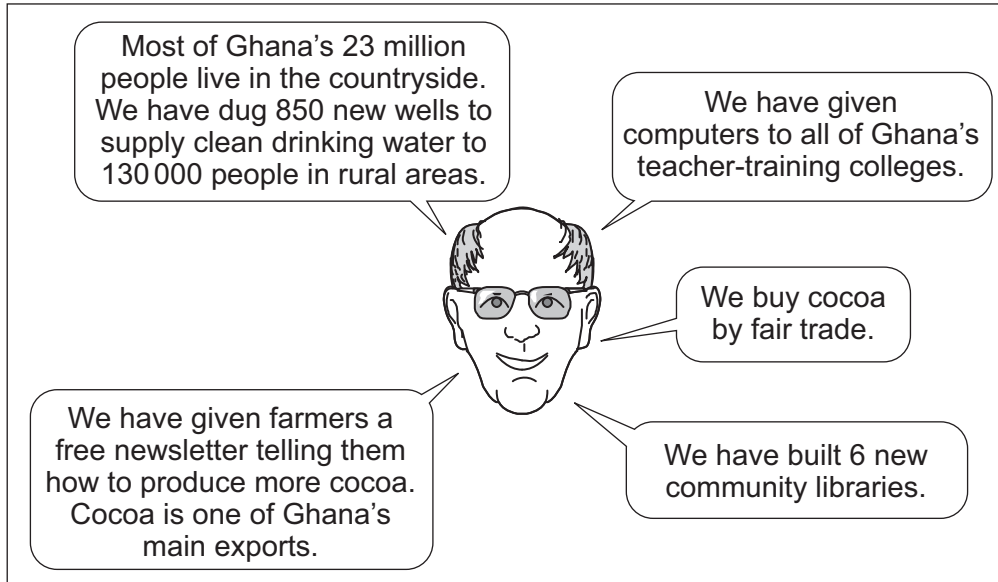 Most of Ghana's 23 million
people live in the countryside.
We have dug 850 new wells to
supply clean drinking water to
130 000 people in rural areas.
We have given
computers to all of Ghana's
teacher-training colleges.
We buy cocoa
by fair trade.
We have given farmers a
free newsletter telling them
how to produce more cocoa.
Cocoa is one of Ghana's
main exports.
We have built 6 new
community libraries.